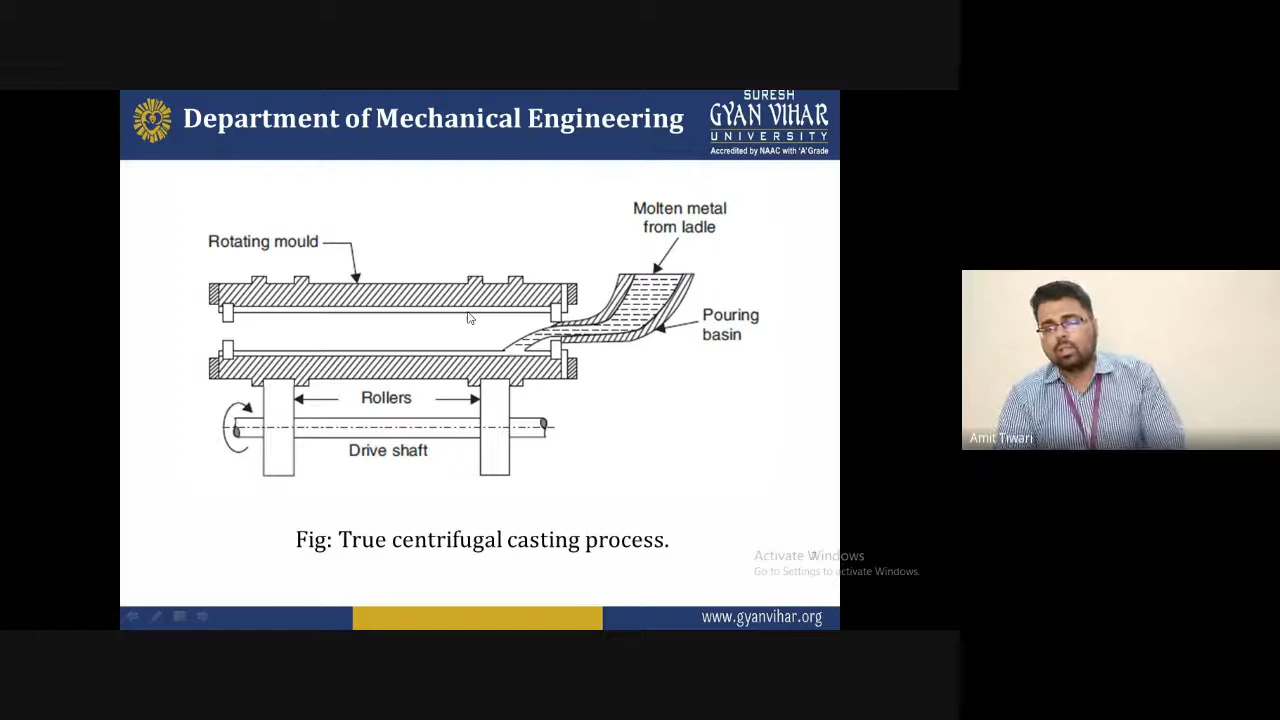 Department of Mechanical Engineering
SURESH
GYAN VIHAR
UNIVERSITY
Accredited by NAAC with 'A' Grade
Molten metal
from ladle
Rotating mould
Pouring
basin
Rollers
Drive shaft
Fig: True centrifugal casting process.
Amit Tiwari
Activate Windows
Go to Settings to activate Windows.
www.gyanvihar.org